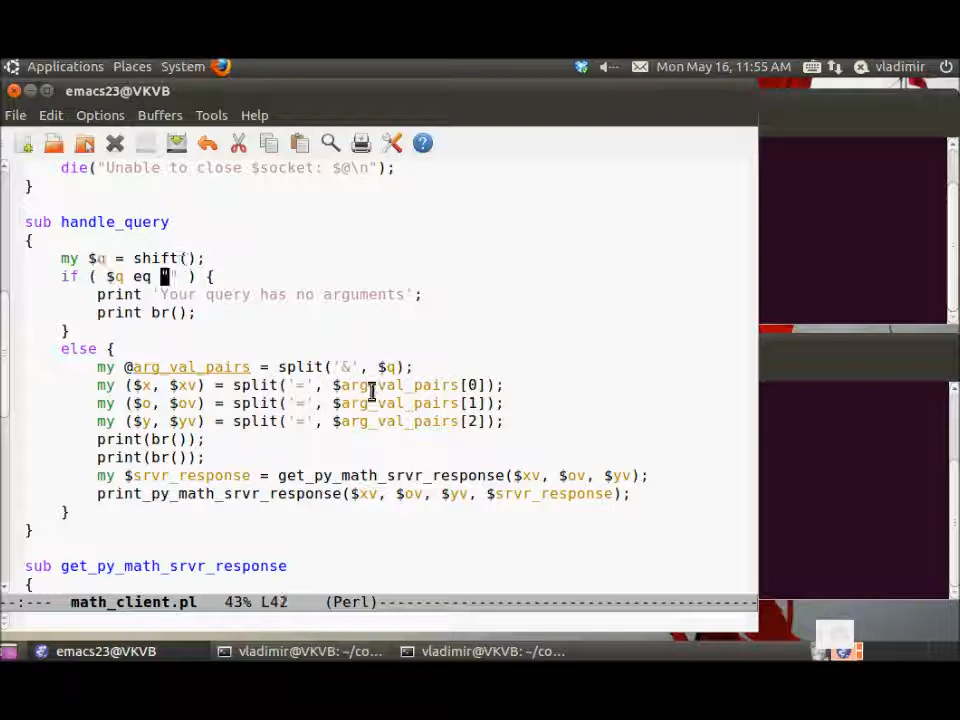 Applications Places System Mon May 16, 11:55 AM vladimir
emacs23@VKVB
File Edit Options Buffers Tools Help
die("Unable to close $socket: $@\n");
}
sub handle_query
{
my $q = shift();
if ( $q eq "" ) {
print 'Your query has no arguments';
print br();
}
else {
my @arg_val_pairs = split('&', $q);
my ($x, $xv) = split('=', $arg_val_pairs[0]);
my ($o, $ov) = split('=', $arg_val_pairs[1]);
my ($y, $yv) = split('=', $arg_val_pairs[2]);
print(br());
print(br());
my $srvr_response = get_py_math_srvr_response($xv, $ov, $yv);
print_py_math_srvr_response($xv, $ov, $yv, $srvr_response);
}
}
sub get_py_math_srvr_response
{
--:--- math_client.pl 43% L42 (Perl)--------------------------------------------
emacs23@VKVB vladimir@VKVB: ~/co... vladimir@VKVB: ~/co...